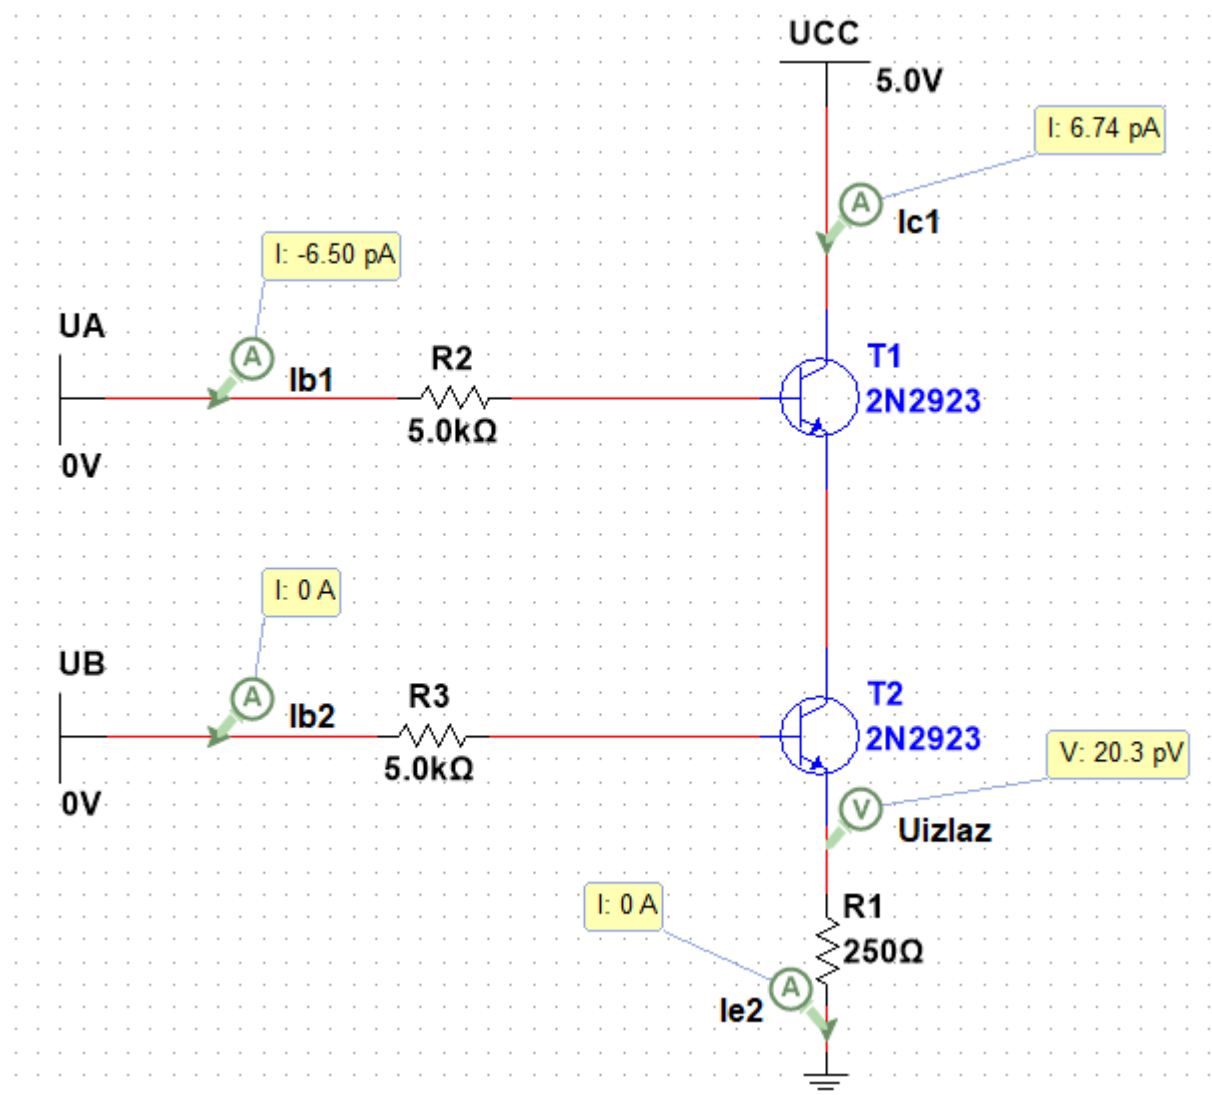 UCC
5.0V
I: 6.74 pA
A
Ic1
I: -6.50 pA
UA
A
Ib1
R2
5.0kΩ
0V
T1
2N2923
I: 0 A
UB
A
Ib2
R3
5.0kΩ
0V
T2
2N2923
V: 20.3 pV
V
Uizlaz
I: 0 A
R1
250Ω
A
Ie2